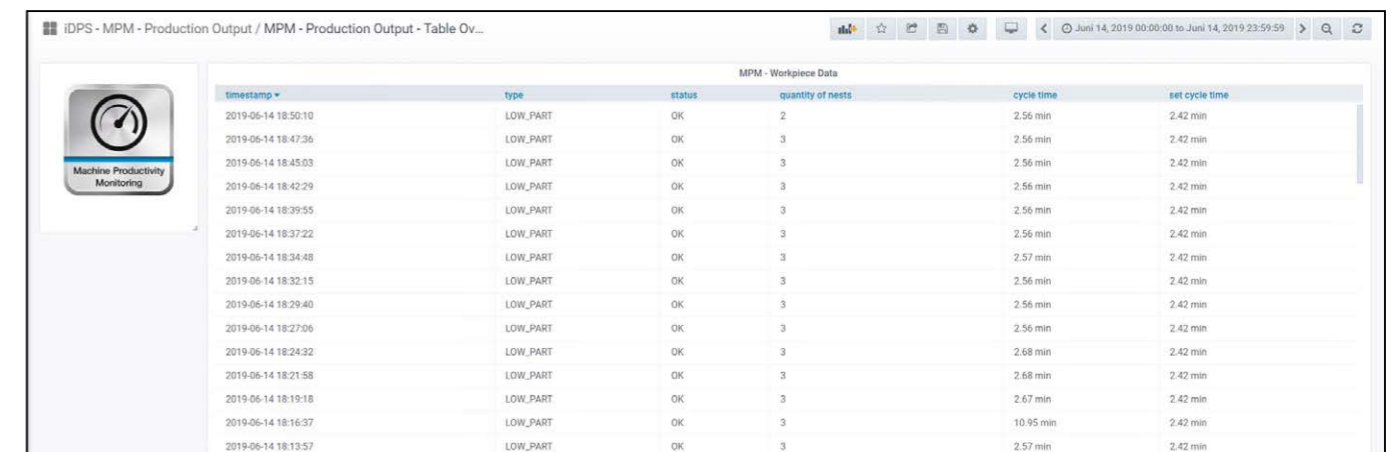 iDPS - MPM - Production Output / MPM - Production Output - Table Ov...
Juni 14, 2019 00:00:00 to Juni 14, 2019 23:59:59
Machine Productivity
Monitoring
MPM - Workpiece Data
timestamp type status quantity of nests cycle time set cycle time
2019-06-14 18:50:10 LOW_PART OK 2 2.56 min 2.42 min
2019-06-14 18:47:36 LOW_PART OK 3 2.56 min 2.42 min
2019-06-14 18:45:03 LOW_PART OK 3 2.56 min 2.42 min
2019-06-14 18:42:29 LOW_PART OK 3 2.56 min 2.42 min
2019-06-14 18:39:55 LOW_PART OK 3 2.56 min 2.42 min
2019-06-14 18:37:22 LOW_PART OK 3 2.56 min 2.42 min
2019-06-14 18:34:48 LOW_PART OK 3 2.57 min 2.42 min
2019-06-14 18:32:15 LOW_PART OK 3 2.56 min 2.42 min
2019-06-14 18:29:40 LOW_PART OK 3 2.56 min 2.42 min
2019-06-14 18:27:06 LOW_PART OK 3 2.56 min 2.42 min
2019-06-14 18:24:32 LOW_PART OK 3 2.68 min 2.42 min
2019-06-14 18:21:58 LOW_PART OK 3 2.68 min 2.42 min
2019-06-14 18:19:18 LOW_PART OK 3 2.67 min 2.42 min
2019-06-14 18:16:37 LOW_PART OK 3 10.95 min 2.42 min
2019-06-14 18:13:57 LOW_PART OK 3 2.57 min 2.42 min